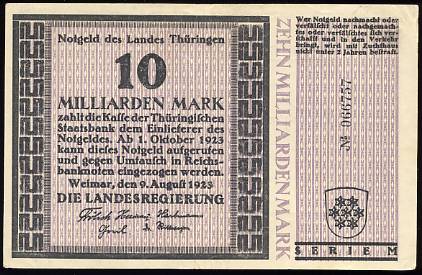 Notgeld des Landes Thüringen
10
MILLIARDEN MARK
zahlt die Kasse der Thüringischen
Staatsbank dem Einlieferer des
Notgeldes. Ab 1. Oktober 1923
kann dieses Notgeld aufgerufen
und gegen Umtausch in Reichs-
banknoten eingezogen werden.
Weimar, den 9. August 1923
DIE LANDESREGIERUNG
ZEHN MILLIARDEN MARK
Wer Notgeld nachmacht oder
verfälscht oder nachgemach-
tes oder verfälschtes sich ver-
schafft und in den Verkehr
bringt, wird mit Zuchthaus
nicht unter 2 Jahren bestraft.
№ 066757
SERIE M